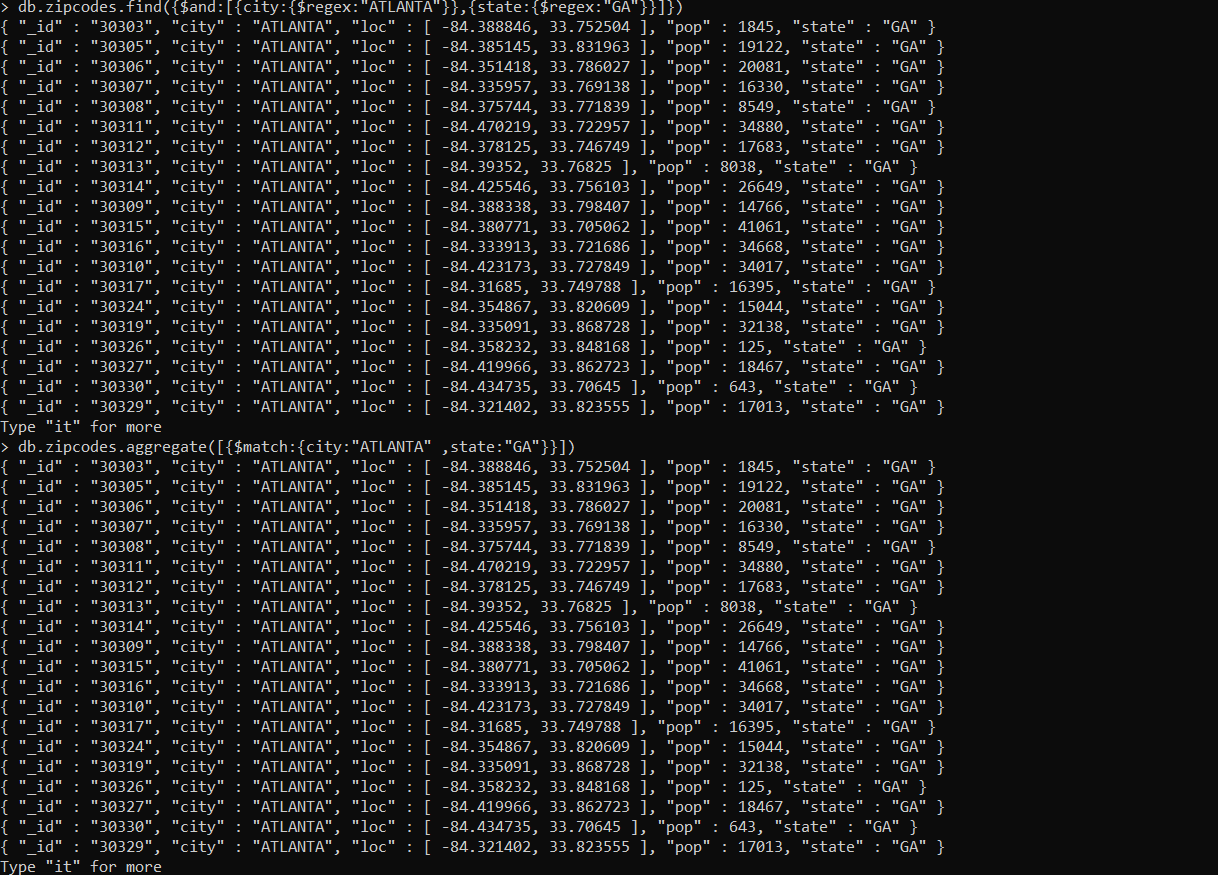 > db.zipcodes.find({$and:[{city:{$regex:"ATLANTA"}},{state:{$regex:"GA"}}]})
{ "_id" : "30303", "city" : "ATLANTA", "loc" : [ -84.388846, 33.752504 ], "pop" : 1845, "state" : "GA" }
{ "_id" : "30305", "city" : "ATLANTA", "loc" : [ -84.385145, 33.831963 ], "pop" : 19122, "state" : "GA" }
{ "_id" : "30306", "city" : "ATLANTA", "loc" : [ -84.351418, 33.786027 ], "pop" : 20081, "state" : "GA" }
{ "_id" : "30307", "city" : "ATLANTA", "loc" : [ -84.335957, 33.769138 ], "pop" : 16330, "state" : "GA" }
{ "_id" : "30308", "city" : "ATLANTA", "loc" : [ -84.375744, 33.771839 ], "pop" : 8549, "state" : "GA" }
{ "_id" : "30311", "city" : "ATLANTA", "loc" : [ -84.470219, 33.722957 ], "pop" : 34880, "state" : "GA" }
{ "_id" : "30312", "city" : "ATLANTA", "loc" : [ -84.378125, 33.746749 ], "pop" : 17683, "state" : "GA" }
{ "_id" : "30313", "city" : "ATLANTA", "loc" : [ -84.39352, 33.76825 ], "pop" : 8038, "state" : "GA" }
{ "_id" : "30314", "city" : "ATLANTA", "loc" : [ -84.425546, 33.756103 ], "pop" : 26649, "state" : "GA" }
{ "_id" : "30309", "city" : "ATLANTA", "loc" : [ -84.388338, 33.798407 ], "pop" : 14766, "state" : "GA" }
{ "_id" : "30315", "city" : "ATLANTA", "loc" : [ -84.380771, 33.705062 ], "pop" : 41061, "state" : "GA" }
{ "_id" : "30316", "city" : "ATLANTA", "loc" : [ -84.333913, 33.721686 ], "pop" : 34668, "state" : "GA" }
{ "_id" : "30310", "city" : "ATLANTA", "loc" : [ -84.423173, 33.727849 ], "pop" : 34017, "state" : "GA" }
{ "_id" : "30317", "city" : "ATLANTA", "loc" : [ -84.31685, 33.749788 ], "pop" : 16395, "state" : "GA" }
{ "_id" : "30324", "city" : "ATLANTA", "loc" : [ -84.354867, 33.820609 ], "pop" : 15044, "state" : "GA" }
{ "_id" : "30319", "city" : "ATLANTA", "loc" : [ -84.335091, 33.868728 ], "pop" : 32138, "state" : "GA" }
{ "_id" : "30326", "city" : "ATLANTA", "loc" : [ -84.358232, 33.848168 ], "pop" : 125, "state" : "GA" }
{ "_id" : "30327", "city" : "ATLANTA", "loc" : [ -84.419966, 33.862723 ], "pop" : 18467, "state" : "GA" }
{ "_id" : "30330", "city" : "ATLANTA", "loc" : [ -84.434735, 33.70645 ], "pop" : 643, "state" : "GA" }
{ "_id" : "30329", "city" : "ATLANTA", "loc" : [ -84.321402, 33.823555 ], "pop" : 17013, "state" : "GA" }
Type "it" for more
> db.zipcodes.aggregate([{$match:{city:"ATLANTA" ,state:"GA"}}])
{ "_id" : "30303", "city" : "ATLANTA", "loc" : [ -84.388846, 33.752504 ], "pop" : 1845, "state" : "GA" }
{ "_id" : "30305", "city" : "ATLANTA", "loc" : [ -84.385145, 33.831963 ], "pop" : 19122, "state" : "GA" }
{ "_id" : "30306", "city" : "ATLANTA", "loc" : [ -84.351418, 33.786027 ], "pop" : 20081, "state" : "GA" }
{ "_id" : "30307", "city" : "ATLANTA", "loc" : [ -84.335957, 33.769138 ], "pop" : 16330, "state" : "GA" }
{ "_id" : "30308", "city" : "ATLANTA", "loc" : [ -84.375744, 33.771839 ], "pop" : 8549, "state" : "GA" }
{ "_id" : "30311", "city" : "ATLANTA", "loc" : [ -84.470219, 33.722957 ], "pop" : 34880, "state" : "GA" }
{ "_id" : "30312", "city" : "ATLANTA", "loc" : [ -84.378125, 33.746749 ], "pop" : 17683, "state" : "GA" }
{ "_id" : "30313", "city" : "ATLANTA", "loc" : [ -84.39352, 33.76825 ], "pop" : 8038, "state" : "GA" }
{ "_id" : "30314", "city" : "ATLANTA", "loc" : [ -84.425546, 33.756103 ], "pop" : 26649, "state" : "GA" }
{ "_id" : "30309", "city" : "ATLANTA", "loc" : [ -84.388338, 33.798407 ], "pop" : 14766, "state" : "GA" }
{ "_id" : "30315", "city" : "ATLANTA", "loc" : [ -84.380771, 33.705062 ], "pop" : 41061, "state" : "GA" }
{ "_id" : "30316", "city" : "ATLANTA", "loc" : [ -84.333913, 33.721686 ], "pop" : 34668, "state" : "GA" }
{ "_id" : "30310", "city" : "ATLANTA", "loc" : [ -84.423173, 33.727849 ], "pop" : 34017, "state" : "GA" }
{ "_id" : "30317", "city" : "ATLANTA", "loc" : [ -84.31685, 33.749788 ], "pop" : 16395, "state" : "GA" }
{ "_id" : "30324", "city" : "ATLANTA", "loc" : [ -84.354867, 33.820609 ], "pop" : 15044, "state" : "GA" }
{ "_id" : "30319", "city" : "ATLANTA", "loc" : [ -84.335091, 33.868728 ], "pop" : 32138, "state" : "GA" }
{ "_id" : "30326", "city" : "ATLANTA", "loc" : [ -84.358232, 33.848168 ], "pop" : 125, "state" : "GA" }
{ "_id" : "30327", "city" : "ATLANTA", "loc" : [ -84.419966, 33.862723 ], "pop" : 18467, "state" : "GA" }
{ "_id" : "30330", "city" : "ATLANTA", "loc" : [ -84.434735, 33.70645 ], "pop" : 643, "state" : "GA" }
{ "_id" : "30329", "city" : "ATLANTA", "loc" : [ -84.321402, 33.823555 ], "pop" : 17013, "state" : "GA" }
Type "it" for more